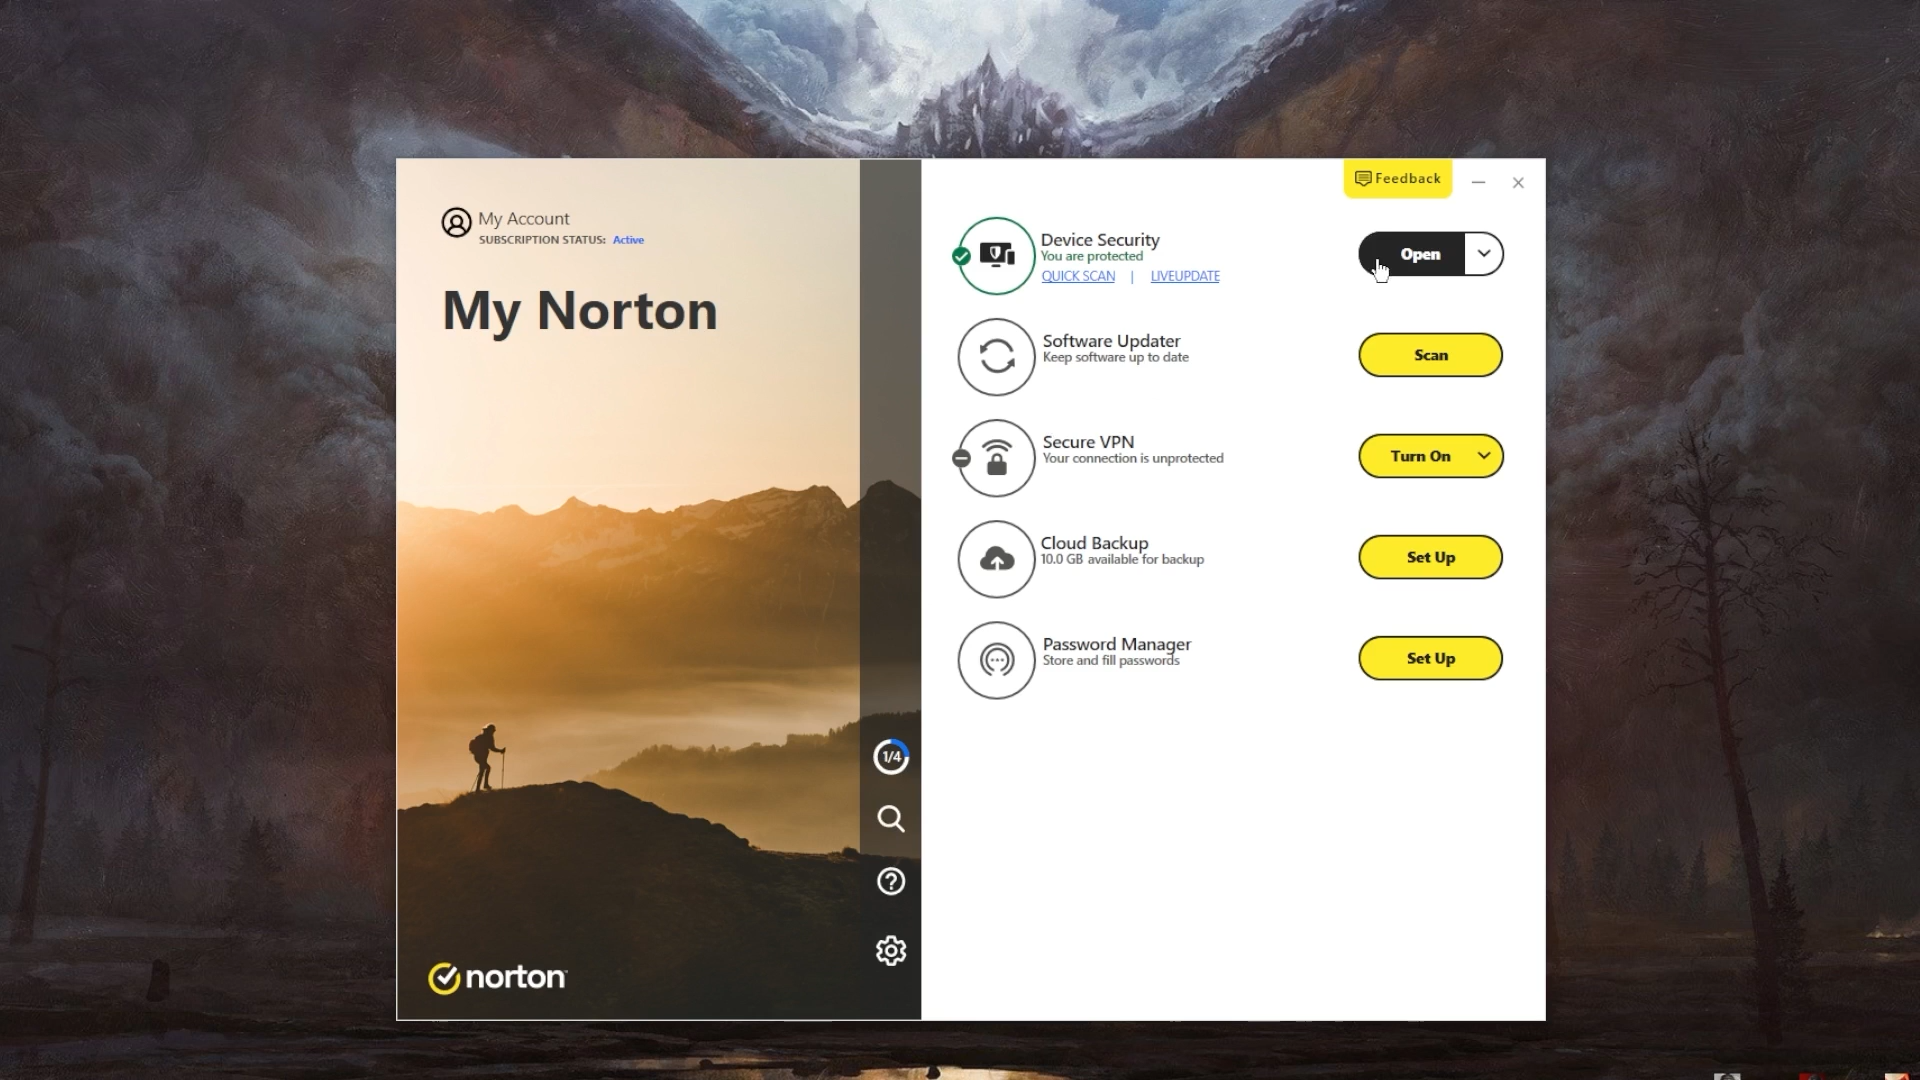 My Account
SUBSCRIPTION STATUS: Active
My Norton
1/4
norton
Feedback
Device Security
You are protected
QUICK SCAN | LIVEUPDATE
Open
Software Updater
Keep software up to date
Scan
Secure VPN
Your connection is unprotected
Turn On
Cloud Backup
10.0 GB available for backup
Set Up
Password Manager
Store and fill passwords
Set Up